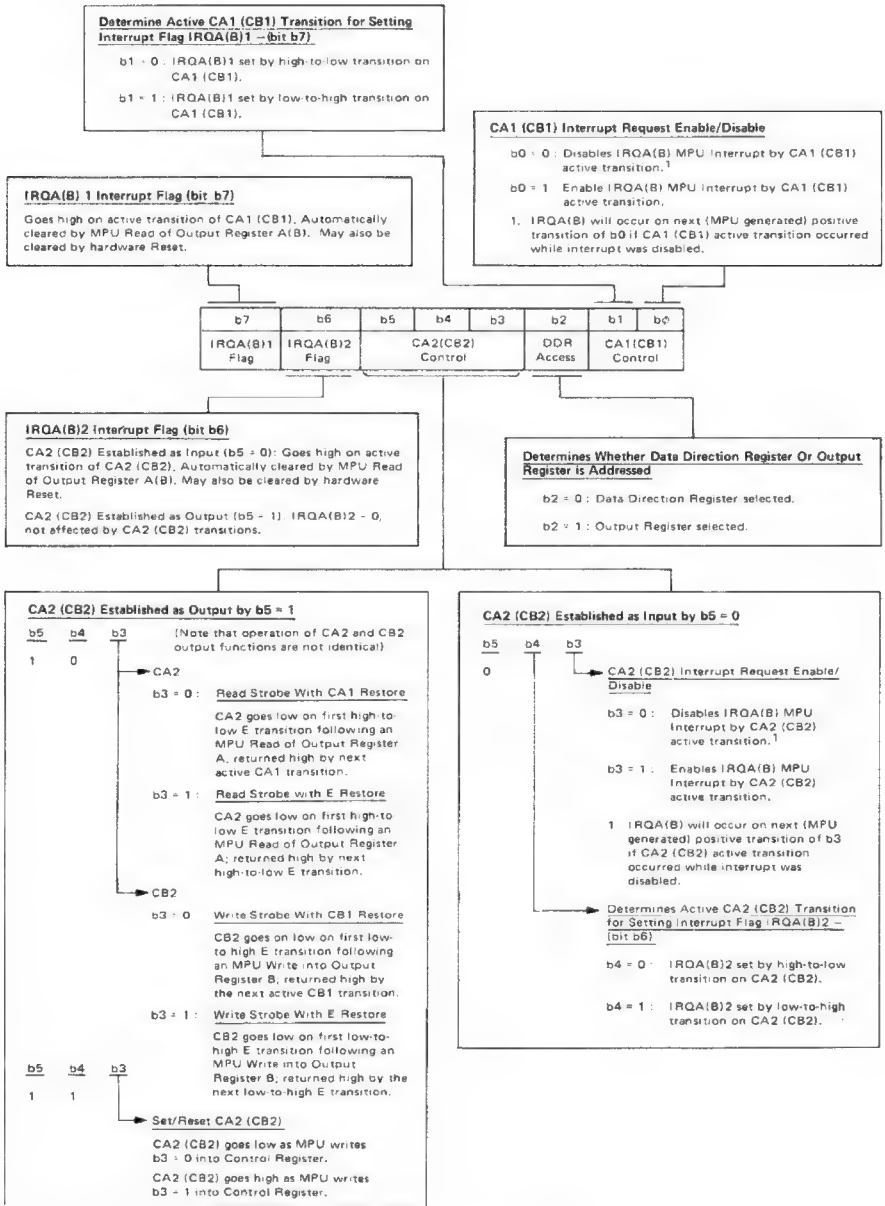 Determine Active CA1 (CB1) Transition for Setting
Interrupt Flag IRQA(B)1 – (bit b7)
b1 = 0 : IRQA(B)1 set by high-to-low transition on
CA1 (CB1).
b1 = 1 : IRQA(B)1 set by low-to-high transition on
CA1 (CB1).
CA1 (CB1) Interrupt Request Enable/Disable
b0 = 0 : Disables IRQA(B) MPU Interrupt by CA1 (CB1)
active transition.1
b0 = 1 Enable IRQA(B) MPU Interrupt by CA1 (CB1)
active transition.
1. IRQA(B) will occur on next (MPU generated) positive
transition of b0 if CA1 (CB1) active transition occurred
while interrupt was disabled.
IRQA(B) 1 Interrupt Flag (bit b7)
Goes high on active transition of CA1 (CB1), Automatically
cleared by MPU Read of Output Register A(B). May also be
cleared by hardware Reset.
b7 b6 b5 b4 b3 b2 b1 b0
IRQA(B)1 IRQA(B)2 CA2(CB2) DDR CA1(CB1)
Flag Flag Control Access Control
IRQA(B)2 Interrupt Flag (bit b6)
CA2 (CB2) Established as Input (b5 = 0): Goes high on active
transition of CA2 (CB2), Automatically cleared by MPU Read
of Output Register A(B). May also be cleared by hardware
Reset.
CA2 (CB2) Established as Output (b5 - 1) IRQA(B)2 - 0,
not affected by CA2 (CB2) transitions.
Determines Whether Data Direction Register Or Output
Register is Addressed
b2 = 0 : Data Direction Register selected.
b2 = 1 : Output Register selected.
CA2 (CB2) Established as Output by b5 = 1
b5 b4 b3 (Note that operation of CA2 and CB2
output functions are not identical)
1 0
CA2
b3 = 0 : Read Strobe With CA1 Restore
CA2 goes low on first high-to-
low E transition following an
MPU Read of Output Register
A, returned high by next
active CA1 transition.
b3 = 1 : Read Strobe with E Restore
CA2 goes low on first high-to
low E transition following an
MPU Read of Output Register
A; returned high by next
high-to-low E transition.
CB2
b3 = 0 Write Strobe With CB1 Restore
CB2 goes on low on first low-
to high E transition following
an MPU Write into Output
Register B, returned high by
the next active CB1 transition.
b3 = 1 : Write Strobe With E Restore
CB2 goes low on first low-to-
high E transition following an
MPU Write into Output
Register B; returned high by the
next low-to-high E transition.
b5 b4 b3
1 1
Set/Reset CA2 (CB2)
CA2 (CB2) goes low as MPU writes
b3 = 0 into Control Register.
CA2 (CB2) goes high as MPU writes
b3 = 1 into Control Register.
CA2 (CB2) Established as Input by b5 = 0
b5 b4 b3
0
CA2 (CB2) Interrupt Request Enable/
Disable
b3 = 0 : Disables IRQA(B) MPU
Interrupt by CA2 (CB2)
active transition.1
b3 = 1 : Enables IRQA(B) MPU
Interrupt by CA2 (CB2)
active transition.
1 IRQA(B) will occur on next (MPU
generated) positive transition of b3
if CA2 (CB2) active transition
occurred while interrupt was
disabled.
Determines Active CA2 (CB2) Transition
for Setting Interrupt Flag IRQA(B)2 –
(bit b6)
b4 = 0 : IRQA(B)2 set by high-to-low
transition on CA2 (CB2).
b4 = 1 : IRQA(B)2 set by low-to-high
transition on CA2 (CB2).